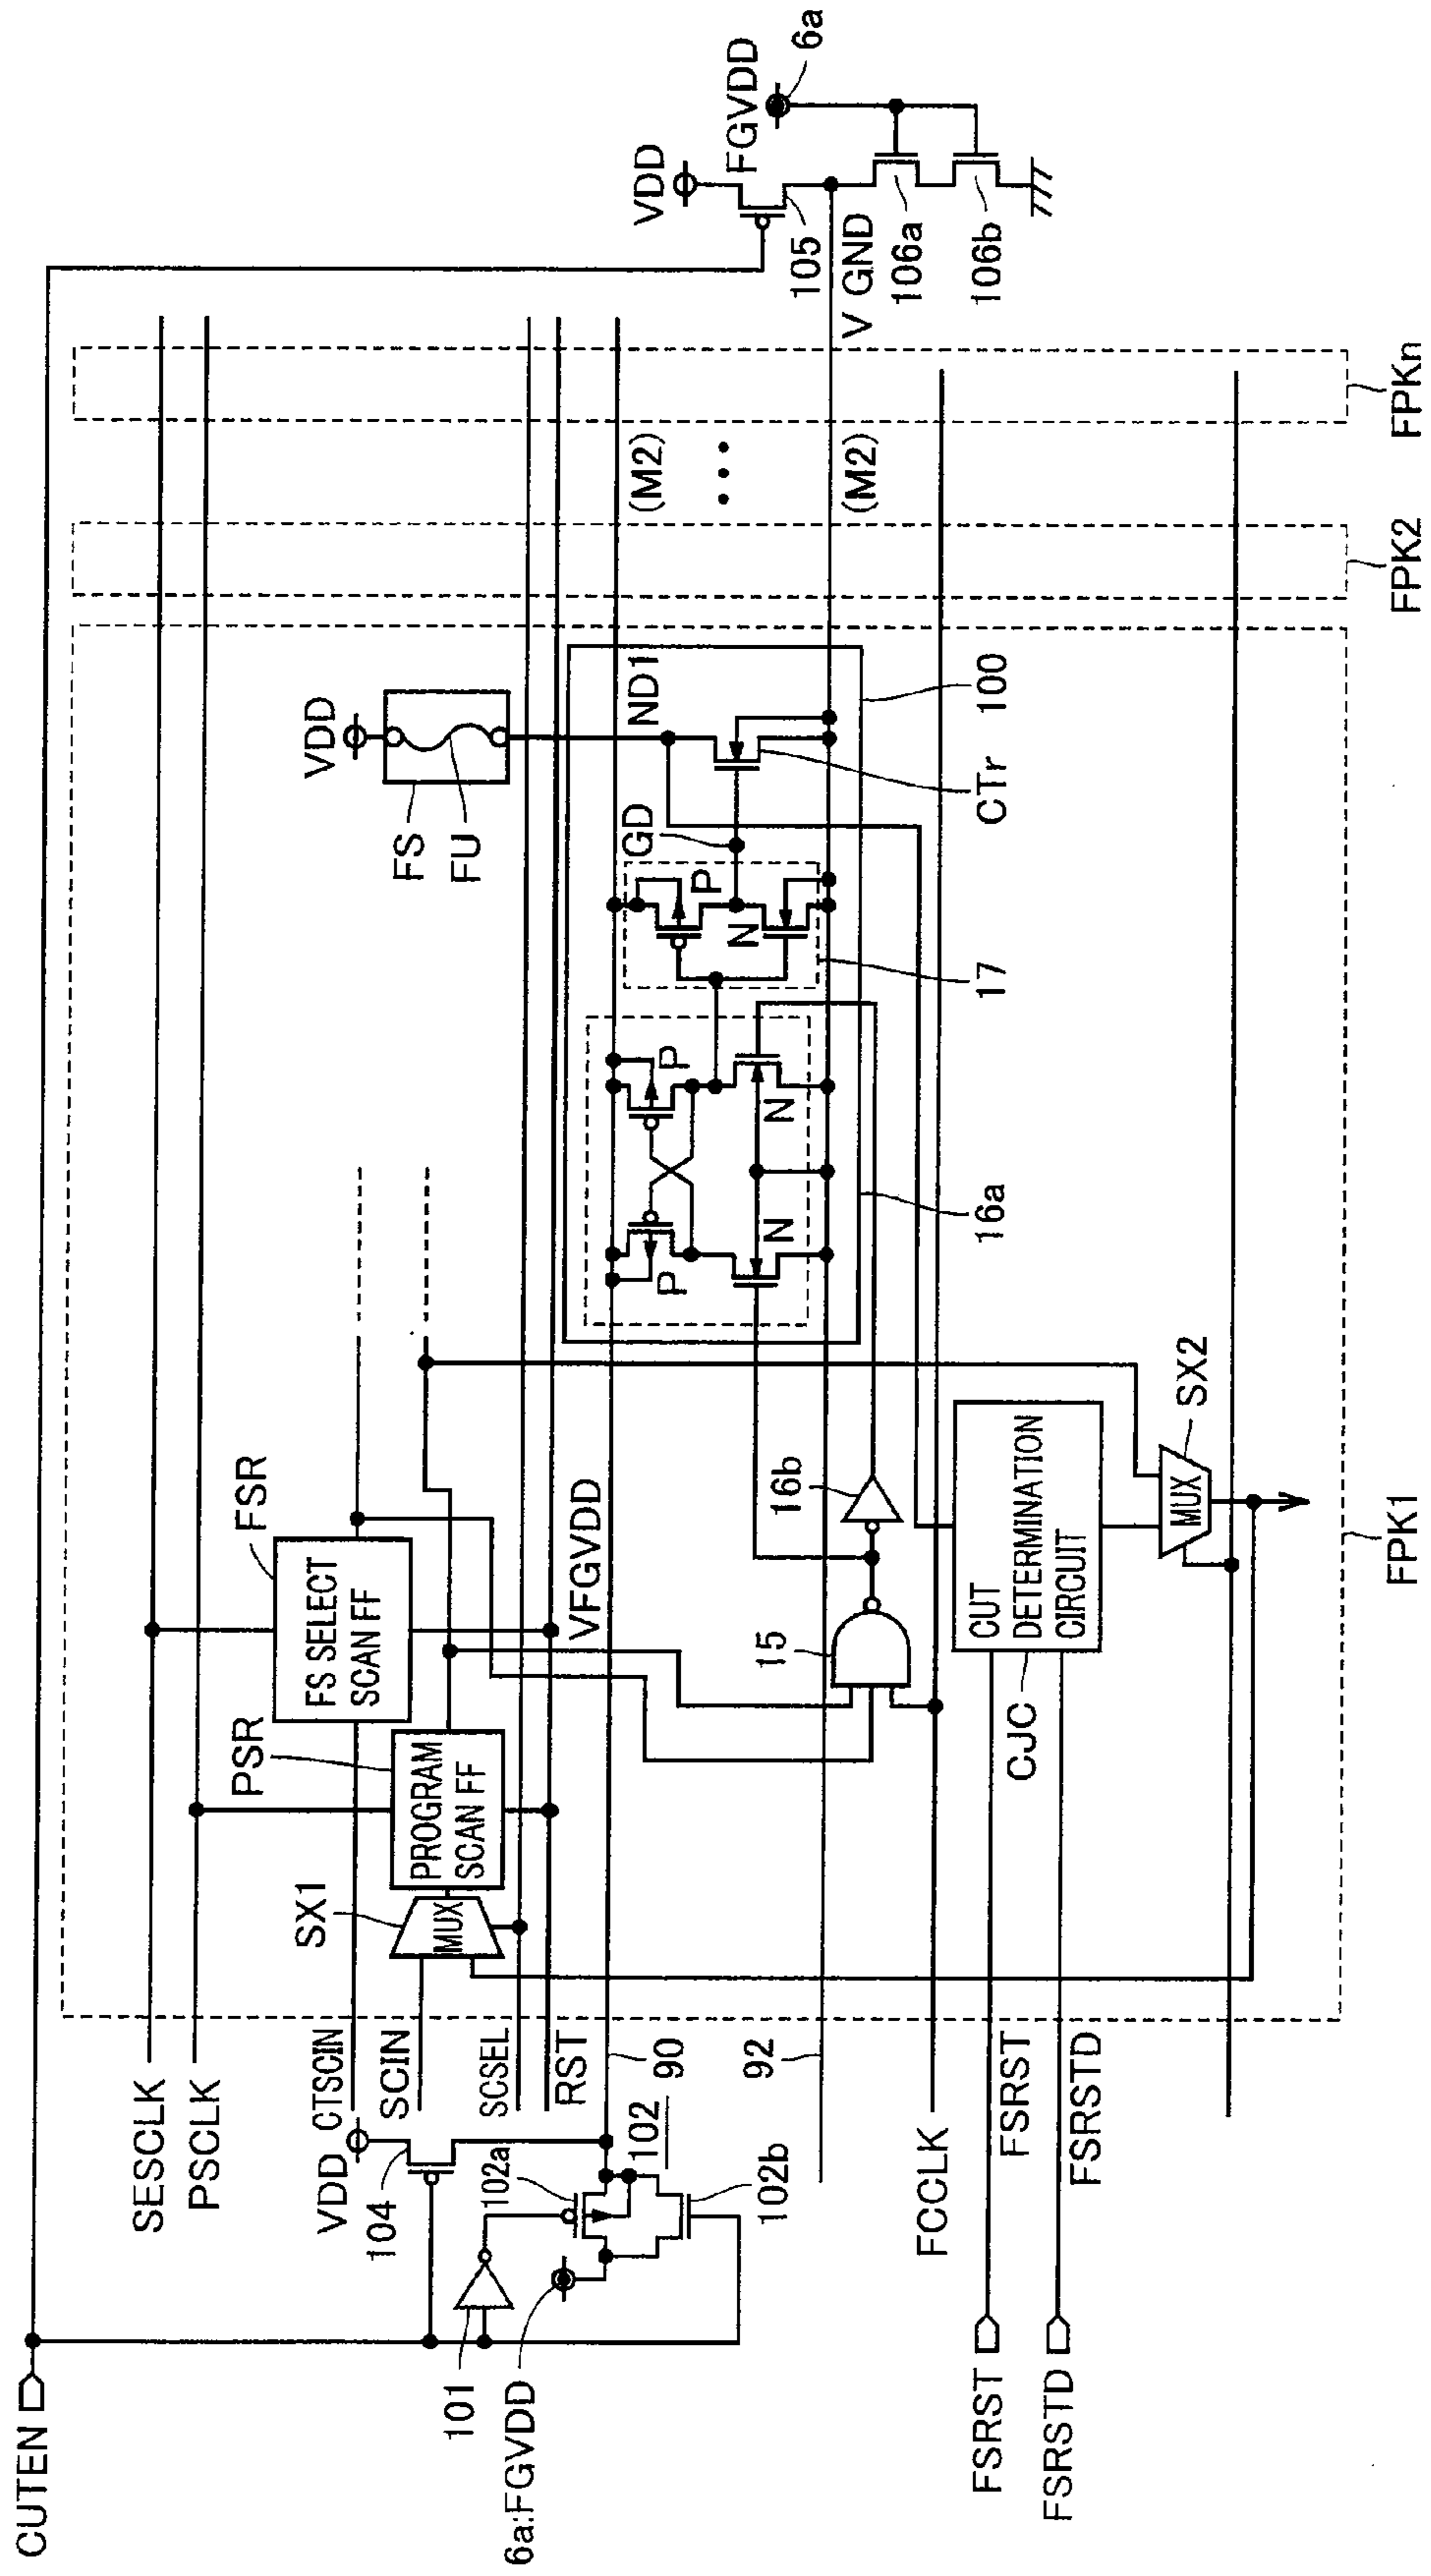 CUTEN
SESCLK
PSCLK
VDD
CTSCIN
SCIN
SCSEL
RST
104
101
102a
102
102b
6a:FGVDD
90
92
FCCLK
FSRST
FSRSTD
FSRST
FSRSTD
SX1
MUX
PSR
PROGRAM
SCAN FF
FSR
FS SELECT
SCAN FF
VFGVDD
15
16b
CJC
CUT
DETERMINATION
CIRCUIT
MUX
SX2
FPK1
P
P
N
N
16a
17
P
N
GD
FS
FU
VDD
ND1
CTr
100
FPK2
(M2)
(M2)
FPKn
V GND
VDD
FGVDD
6a
105
106a
106b